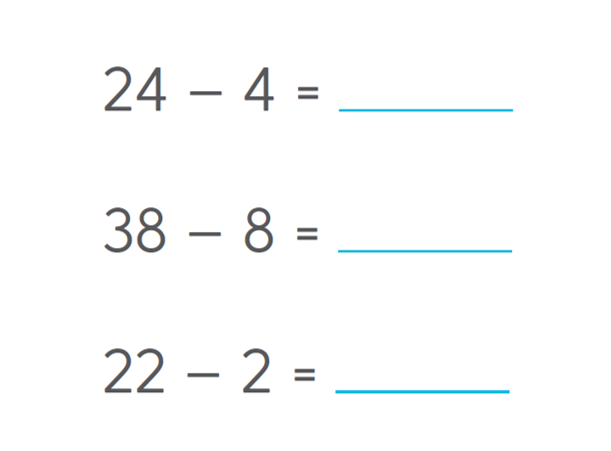 24 − 4 =
38 − 8 =
22 − 2 =